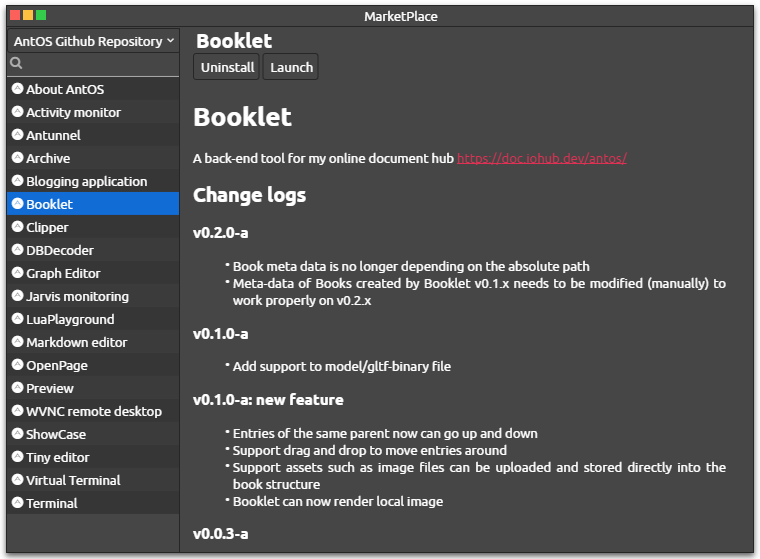 MarketPlace
AntOS Github Repository
About AntOS
Activity monitor
Antunnel
Archive
Blogging application
Booklet
Clipper
DBDecoder
Graph Editor
Jarvis monitoring
LuaPlayground
Markdown editor
OpenPage
Preview
WVNC remote desktop
ShowCase
Tiny editor
Virtual Terminal
Terminal
Booklet
Uninstall Launch
Booklet
A back-end tool for my online document hub https://doc.iohub.dev/antos/
Change logs
v0.2.0-a
• Book meta data is no longer depending on the absolute path
• Meta-data of Books created by Booklet v0.1.x needs to be modified (manually) to
work properly on v0.2.x
v0.1.0-a
• Add support to model/gltf-binary file
v0.1.0-a: new feature
• Entries of the same parent now can go up and down
• Support drag and drop to move entries around
• Support assets such as image files can be uploaded and stored directly into the
book structure
• Booklet can now render local image
v0.0.3-a